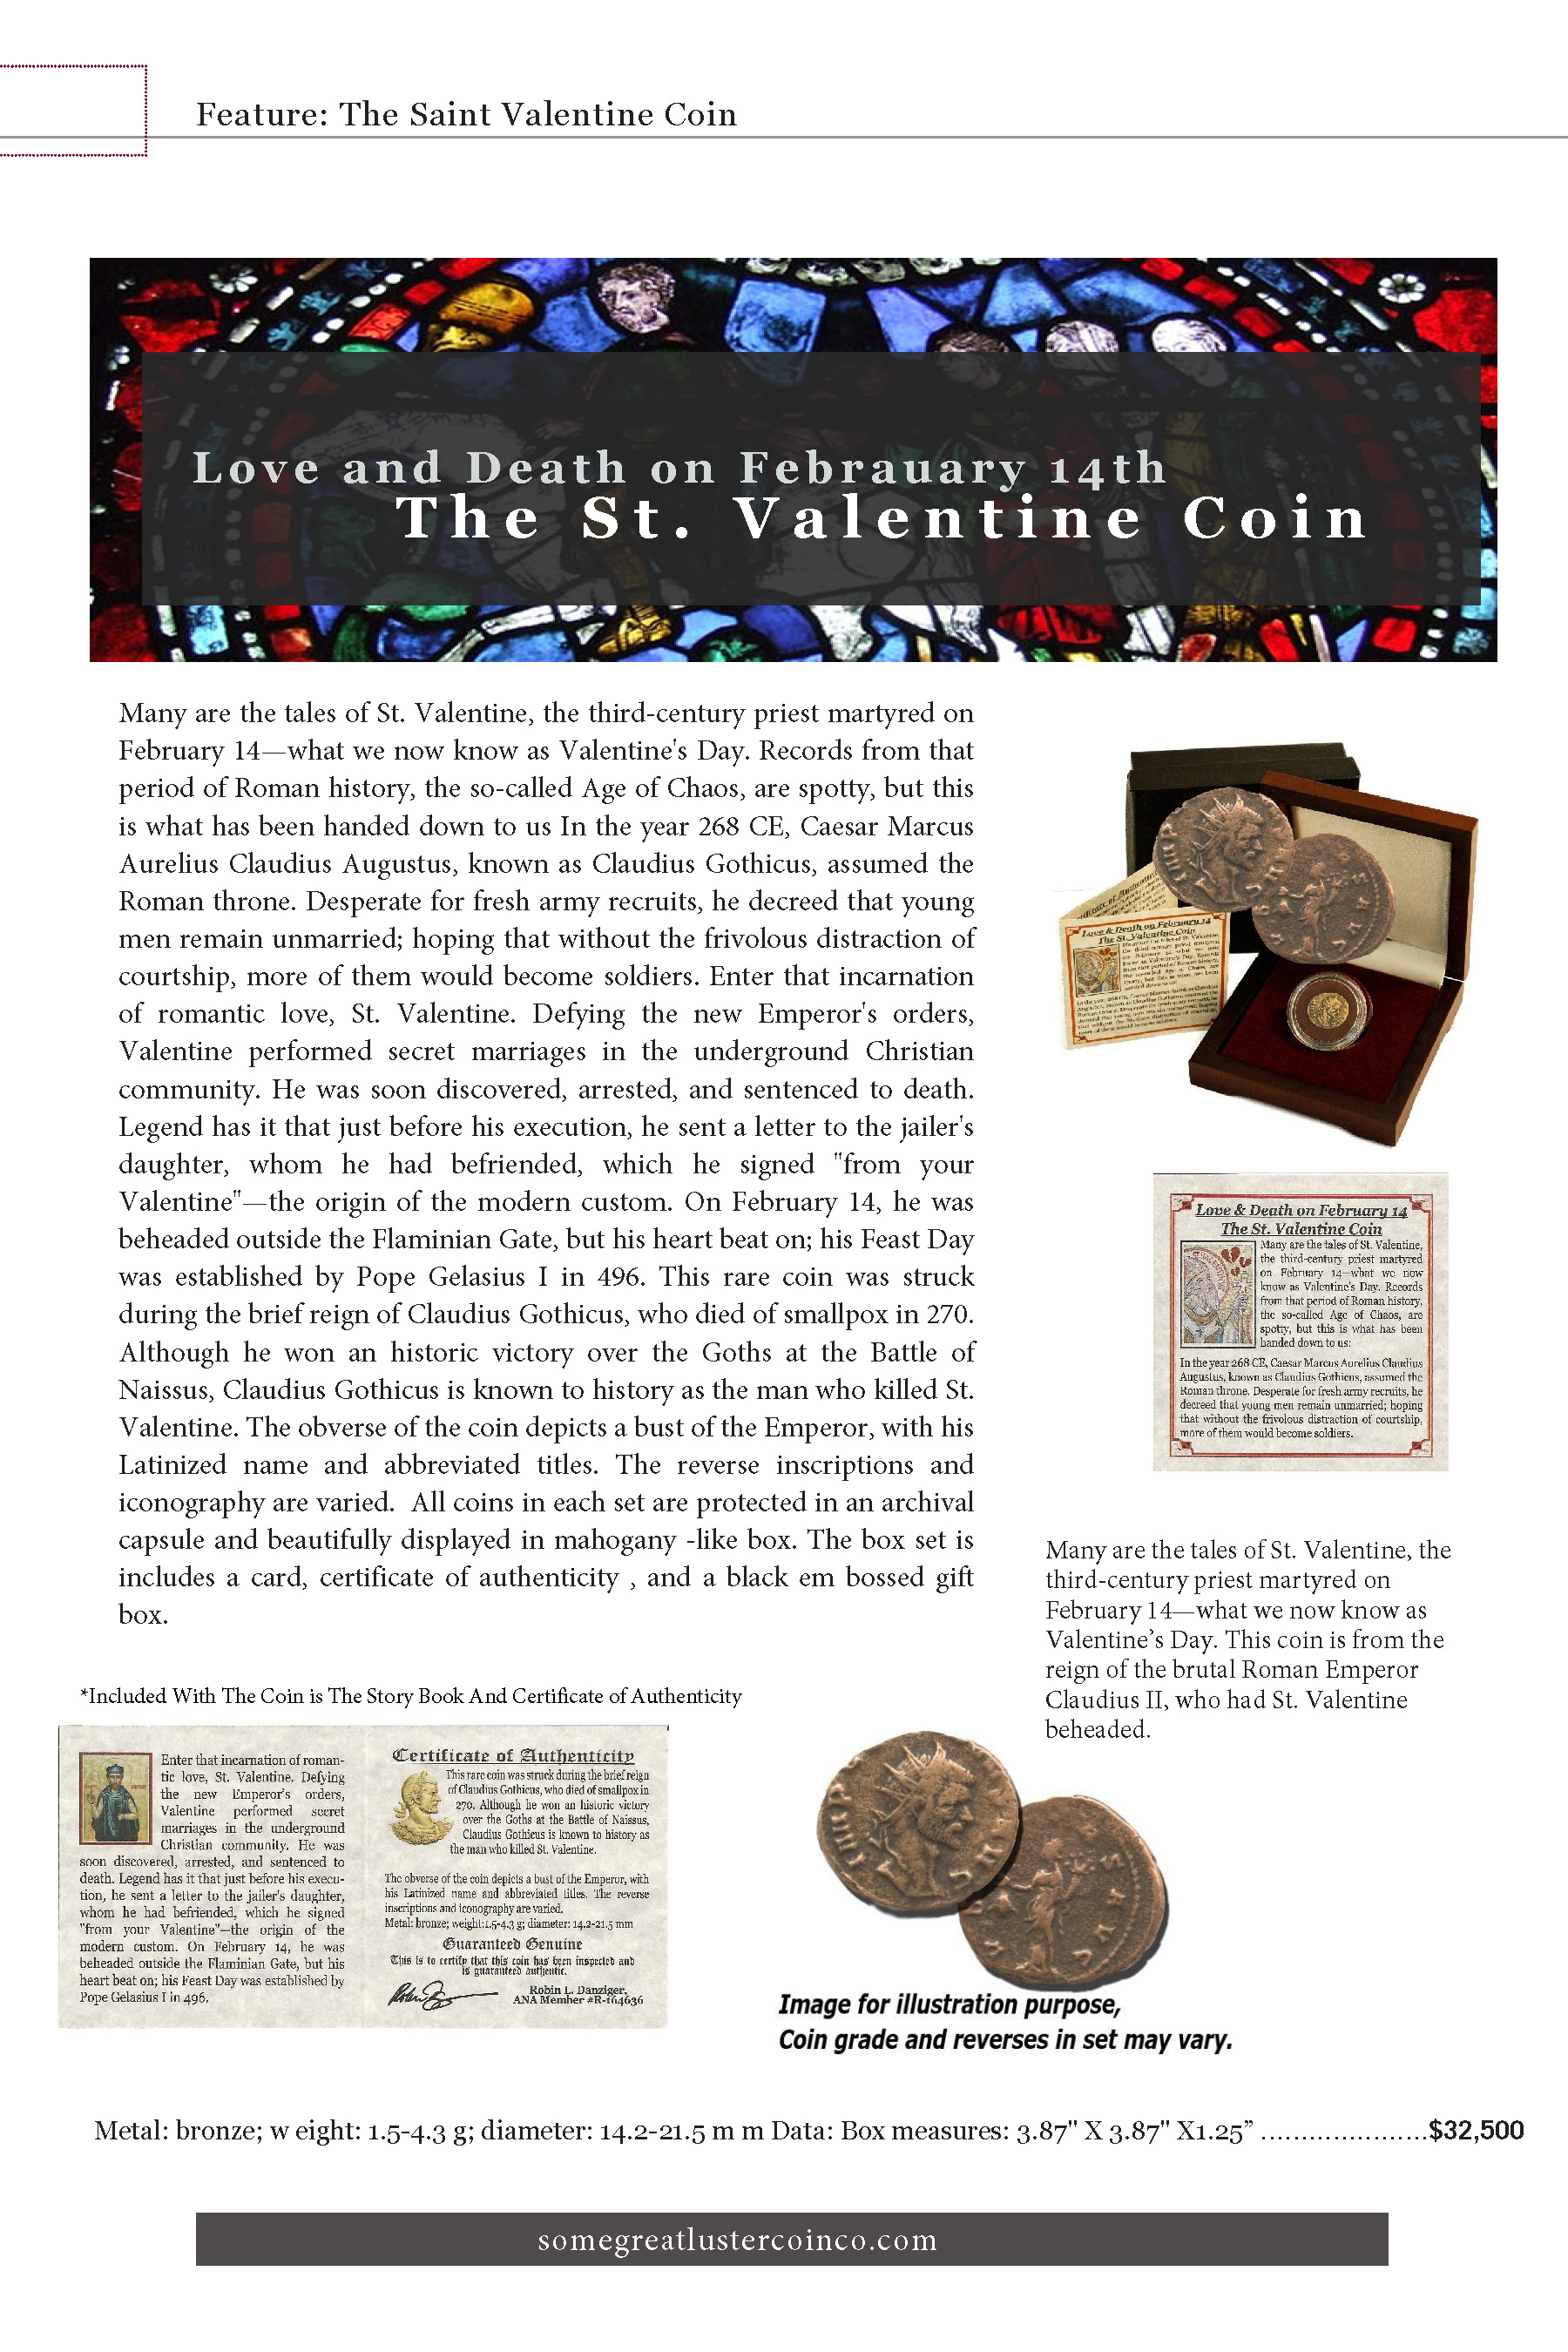 Feature: The Saint Valentine Coin
Love and Death on Febrauary 14th
The St. Valentine Coin
Many are the tales of St. Valentine, the third-century priest martyred on
February 14—what we now know as Valentine's Day. Records from that
period of Roman history, the so-called Age of Chaos, are spotty, but this
is what has been handed down to us In the year 268 CE, Caesar Marcus
Aurelius Claudius Augustus, known as Claudius Gothicus, assumed the
Roman throne. Desperate for fresh army recruits, he decreed that young
men remain unmarried; hoping that without the frivolous distraction of
courtship, more of them would become soldiers. Enter that incarnation
of romantic love, St. Valentine. Defying the new Emperor's orders,
Valentine performed secret marriages in the underground Christian
community. He was soon discovered, arrested, and sentenced to death.
Legend has it that just before his execution, he sent a letter to the jailer's
daughter, whom he had befriended, which he signed "from your
Valentine"—the origin of the modern custom. On February 14, he was
beheaded outside the Flaminian Gate, but his heart beat on; his Feast Day
was established by Pope Gelasius I in 496. This rare coin was struck
during the brief reign of Claudius Gothicus, who died of smallpox in 270.
Although he won an historic victory over the Goths at the Battle of
Naissus, Claudius Gothicus is known to history as the man who killed St.
Valentine. The obverse of the coin depicts a bust of the Emperor, with his
Latinized name and abbreviated titles. The reverse inscriptions and
iconography are varied.  All coins in each set are protected in an archival
capsule and beautifully displayed in mahogany -like box. The box set is
includes a card, certificate of authenticity , and a black em bossed gift
box.
Love & Death on February 14
The St. Valentine Coin
Love & Death on February 14
The St. Valentine Coin
Many are the tales of St. Valentine,
the third-century priest martyred
on February 14—what we now
know as Valentine's Day. Records
from that period of Roman history,
the so-called Age of Chaos, are
spotty, but this is what has been
handed down to us:
In the year 268 CE, Caesar Marcus Aurelius Claudius
Augustus, known as Claudius Gothicus, assumed the
Roman throne. Desperate for fresh army recruits, he
decreed that young men remain unmarried; hoping
that without the frivolous distraction of courtship,
more of them would become soldiers.
Many are the tales of St. Valentine, the
third-century priest martyred on
February 14—what we now know as
Valentine’s Day. This coin is from the
reign of the brutal Roman Emperor
Claudius II, who had St. Valentine
beheaded.
*Included With The Coin is The Story Book And Certificate of Authenticity
Enter that incarnation of roman-
tic love, St. Valentine. Defying
the new Emperor's orders,
Valentine performed secret
marriages in the underground
Christian community. He was
soon discovered, arrested, and sentenced to
death. Legend has it that just before his execu-
tion, he sent a letter to the jailer's daughter,
whom he had befriended, which he signed
"from your Valentine"—the origin of the
modern custom. On February 14, he was
beheaded outside the Flaminian Gate, but his
heart beat on; his Feast Day was established by
Pope Gelasius I in 496.
Certificate of Authenticity
This rare coin was struck during the brief reign
of Claudius Gothicus, who died of smallpox in
270. Although he won an historic victory
over the Goths at the Battle of Naissus,
Claudius Gothicus is known to history as
the man who killed St. Valentine.
The obverse of the coin depicts a bust of the Emperor, with
his Latinized name and abbreviated titles. The reverse
inscriptions and iconography are varied.
Metal: bronze; weight:1.5-4.3 g; diameter: 14.2-21.5 mm
Guaranteed Genuine
This is to certify that this coin has been inspected and
is guaranteed authentic.
Robin L. Danziger,
ANA Member #R-164636
Image for illustration purpose,
Coin grade and reverses in set may vary.
Metal: bronze; w eight: 1.5-4.3 g; diameter: 14.2-21.5 m m Data: Box measures: 3.87" X 3.87" X1.25” .....................$32,500
somegreatlustercoinco.com